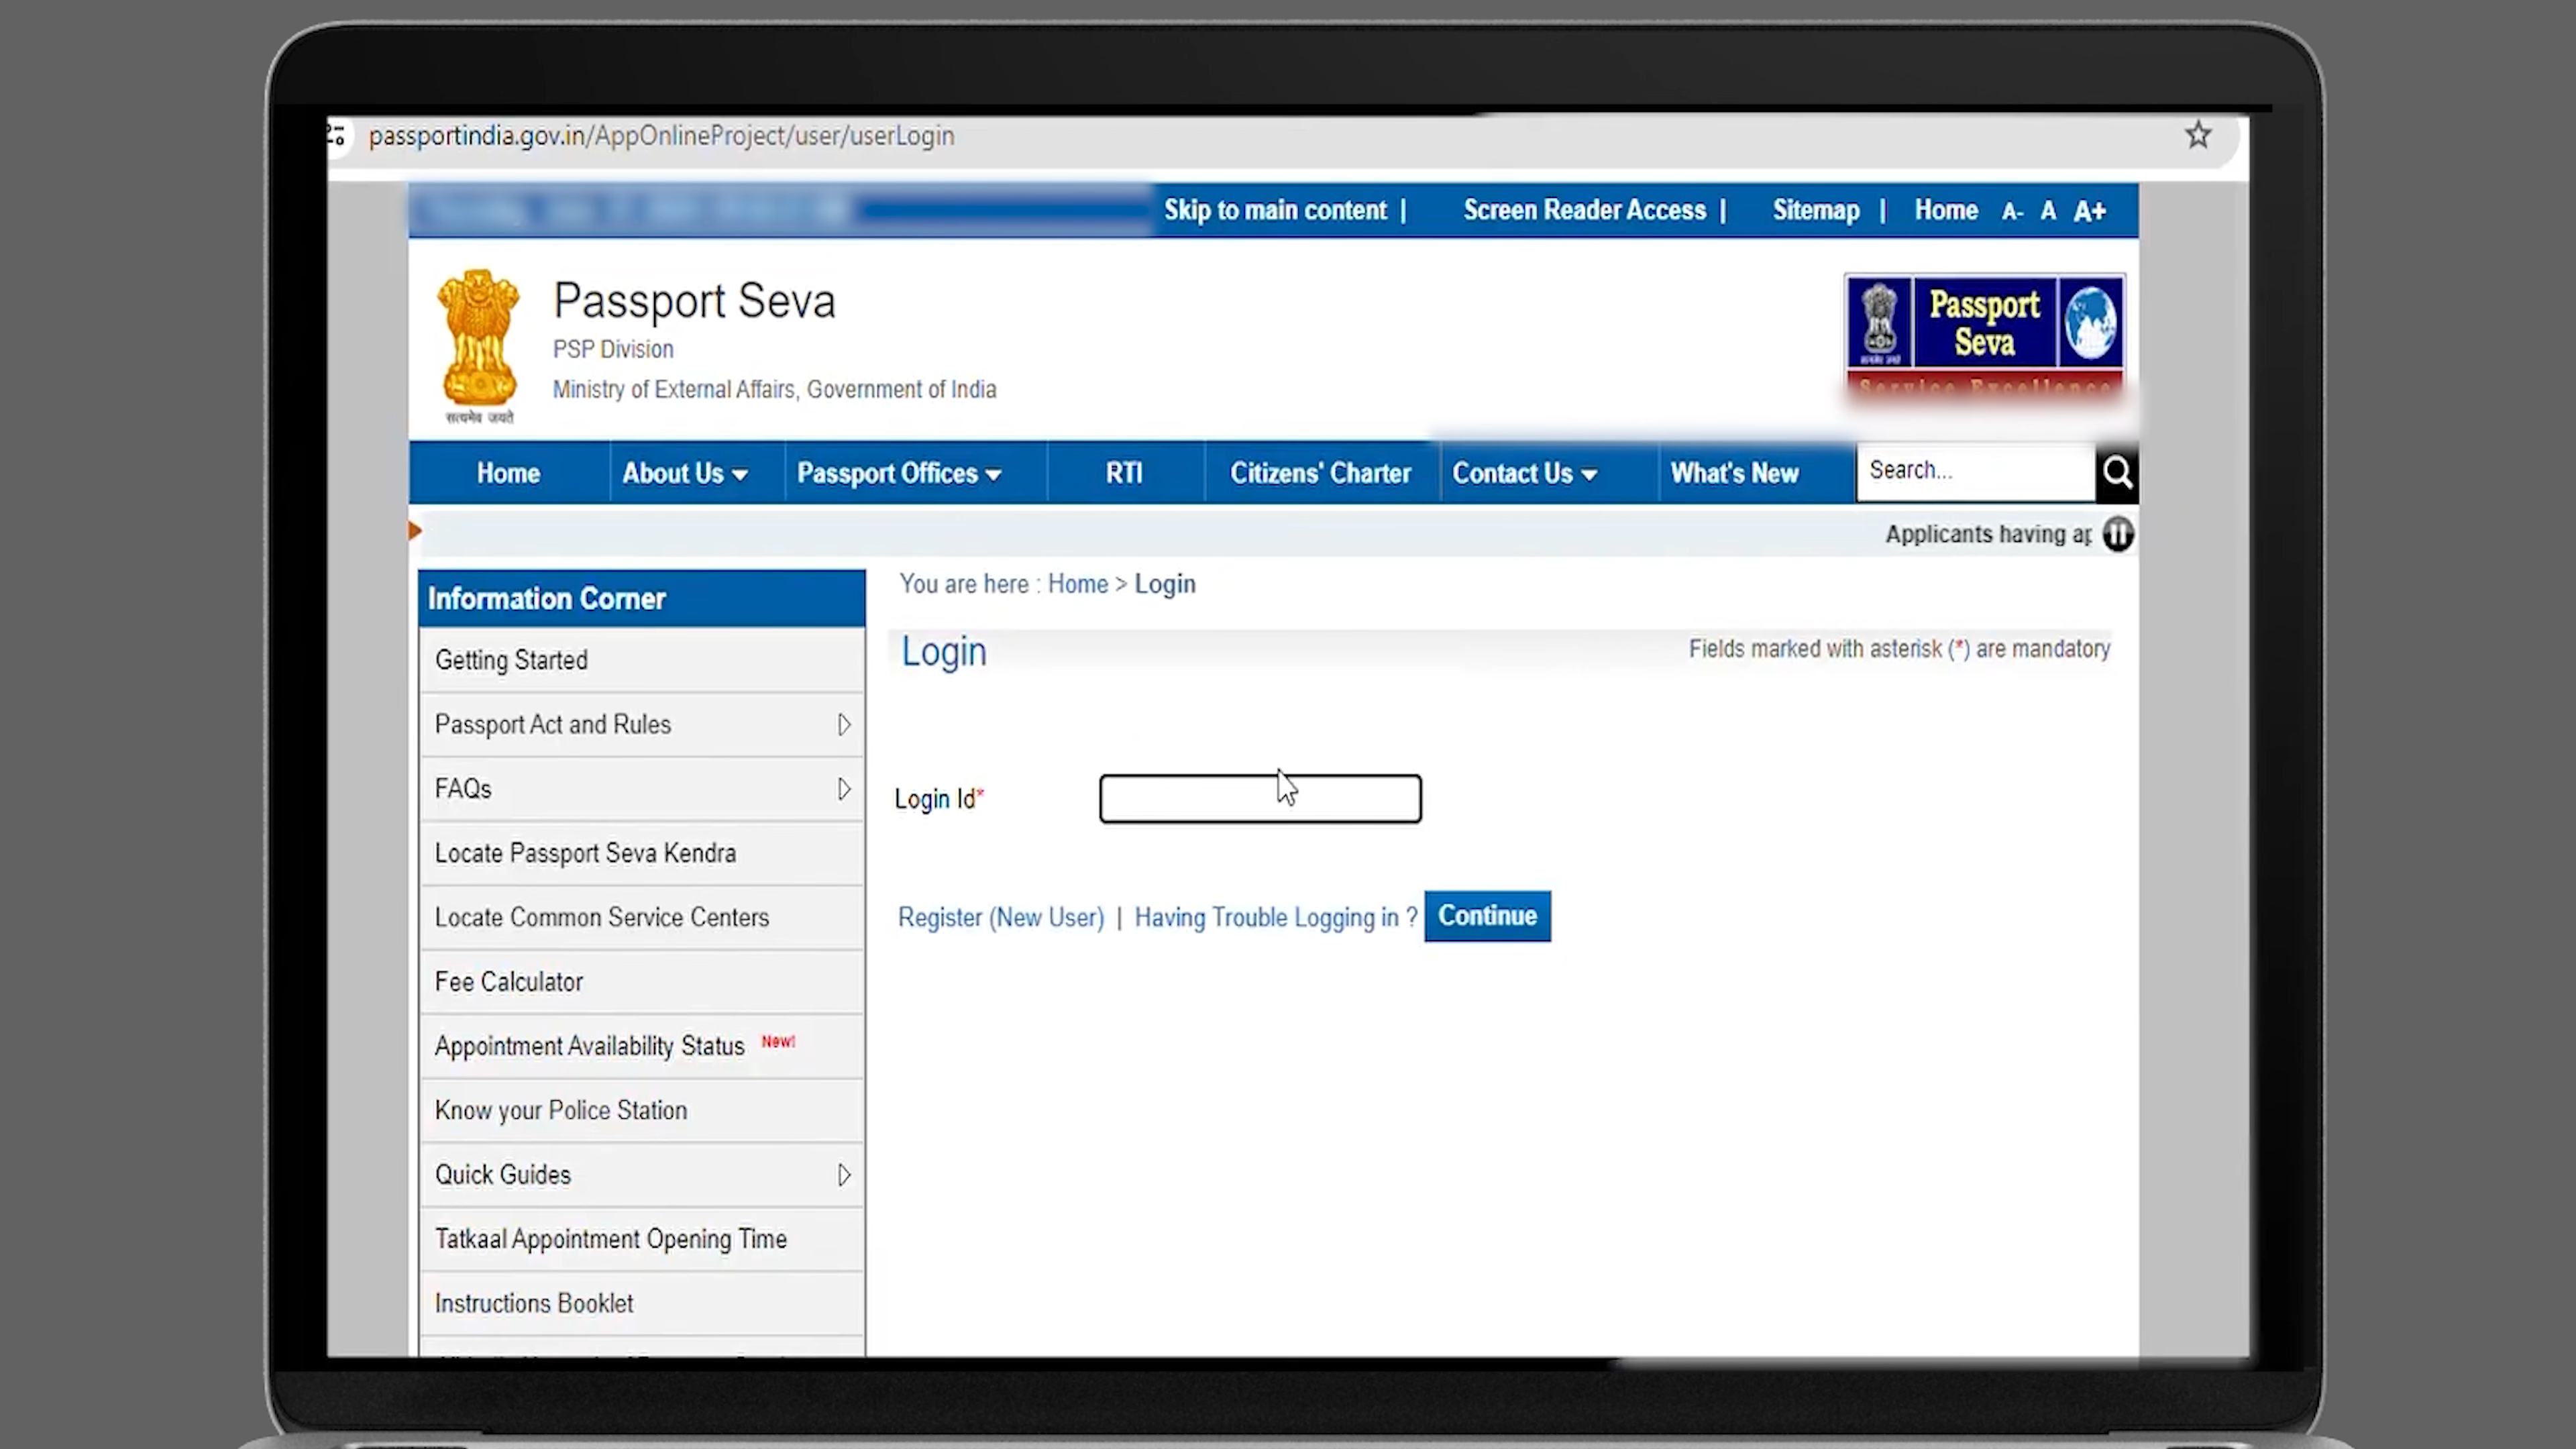 passportindia.gov.in/AppOnlineProject/user/userLogin
Skip to main content | Screen Reader Access | Sitemap | Home A- A A+
Passport Seva
PSP Division
Ministry of External Affairs, Government of India
सत्यमेव जयते
Passport
Seva
Service Excellence
Home About Us Passport Offices RTI Citizens' Charter Contact Us What's New Search...
Applicants having
Information Corner
Getting Started
Passport Act and Rules
FAQs
Locate Passport Seva Kendra
Locate Common Service Centers
Fee Calculator
Appointment Availability Status New!
Know your Police Station
Quick Guides
Tatkaal Appointment Opening Time
Instructions Booklet
You are here : Home > Login
Login
Fields marked with asterisk (*) are mandatory
Login Id*
Register (New User) | Having Trouble Logging in ? Continue